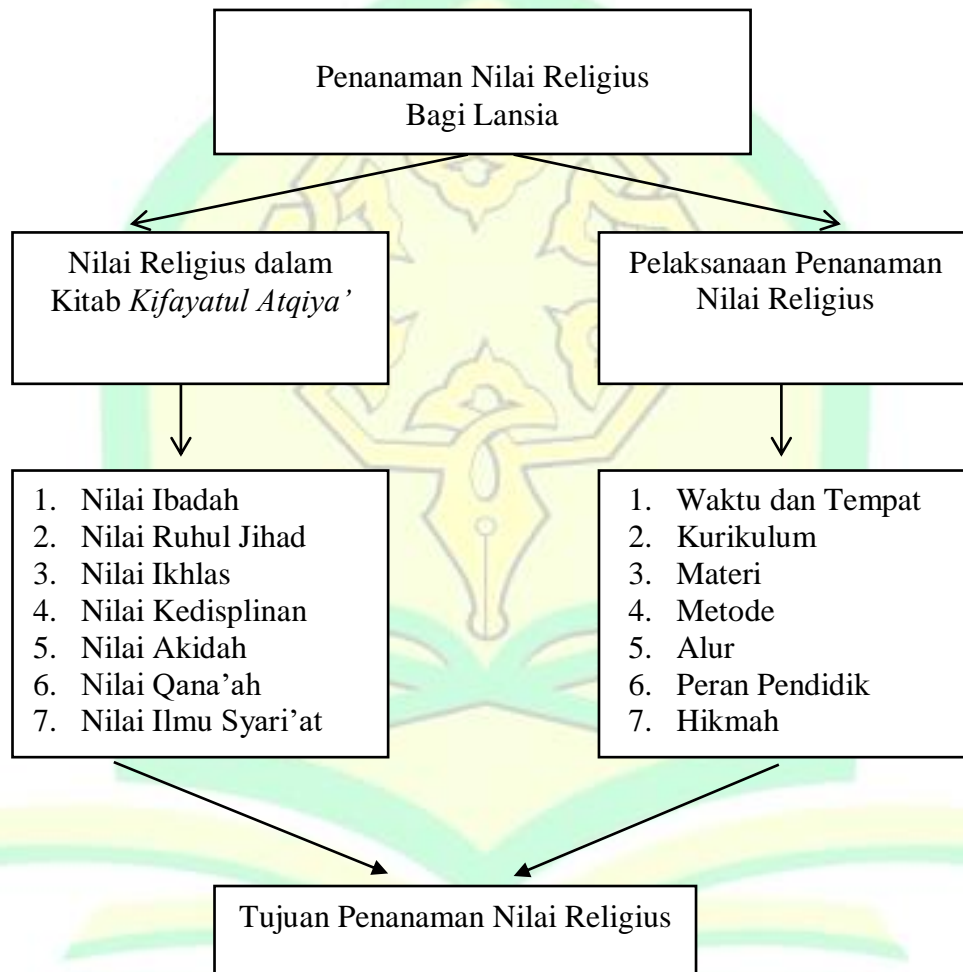 Penanaman Nilai Religius
Bagi Lansia
Nilai Religius dalam
Kitab Kifayatul Atqiya’
Pelaksanaan Penanaman
Nilai Religius
1. Nilai Ibadah
2. Nilai Ruhul Jihad
3. Nilai Ikhlas
4. Nilai Kedisplinan
5. Nilai Akidah
6. Nilai Qana’ah
7. Nilai Ilmu Syari’at
1. Waktu dan Tempat
2. Kurikulum
3. Materi
4. Metode
5. Alur
6. Peran Pendidik
7. Hikmah
Tujuan Penanaman Nilai Religius